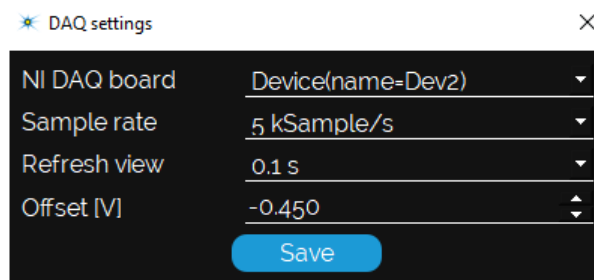 DAQ settings
NI DAQ board Device(name=Dev2)
Sample rate 5 kSample/s
Refresh view 0.1 s
Offset [V] -0.450
Save